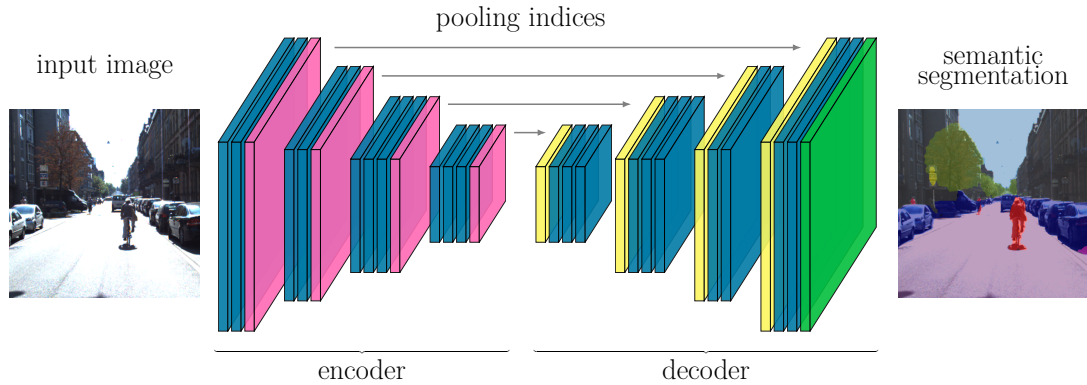 pooling indices
input image
semantic
segmentation
encoder
decoder